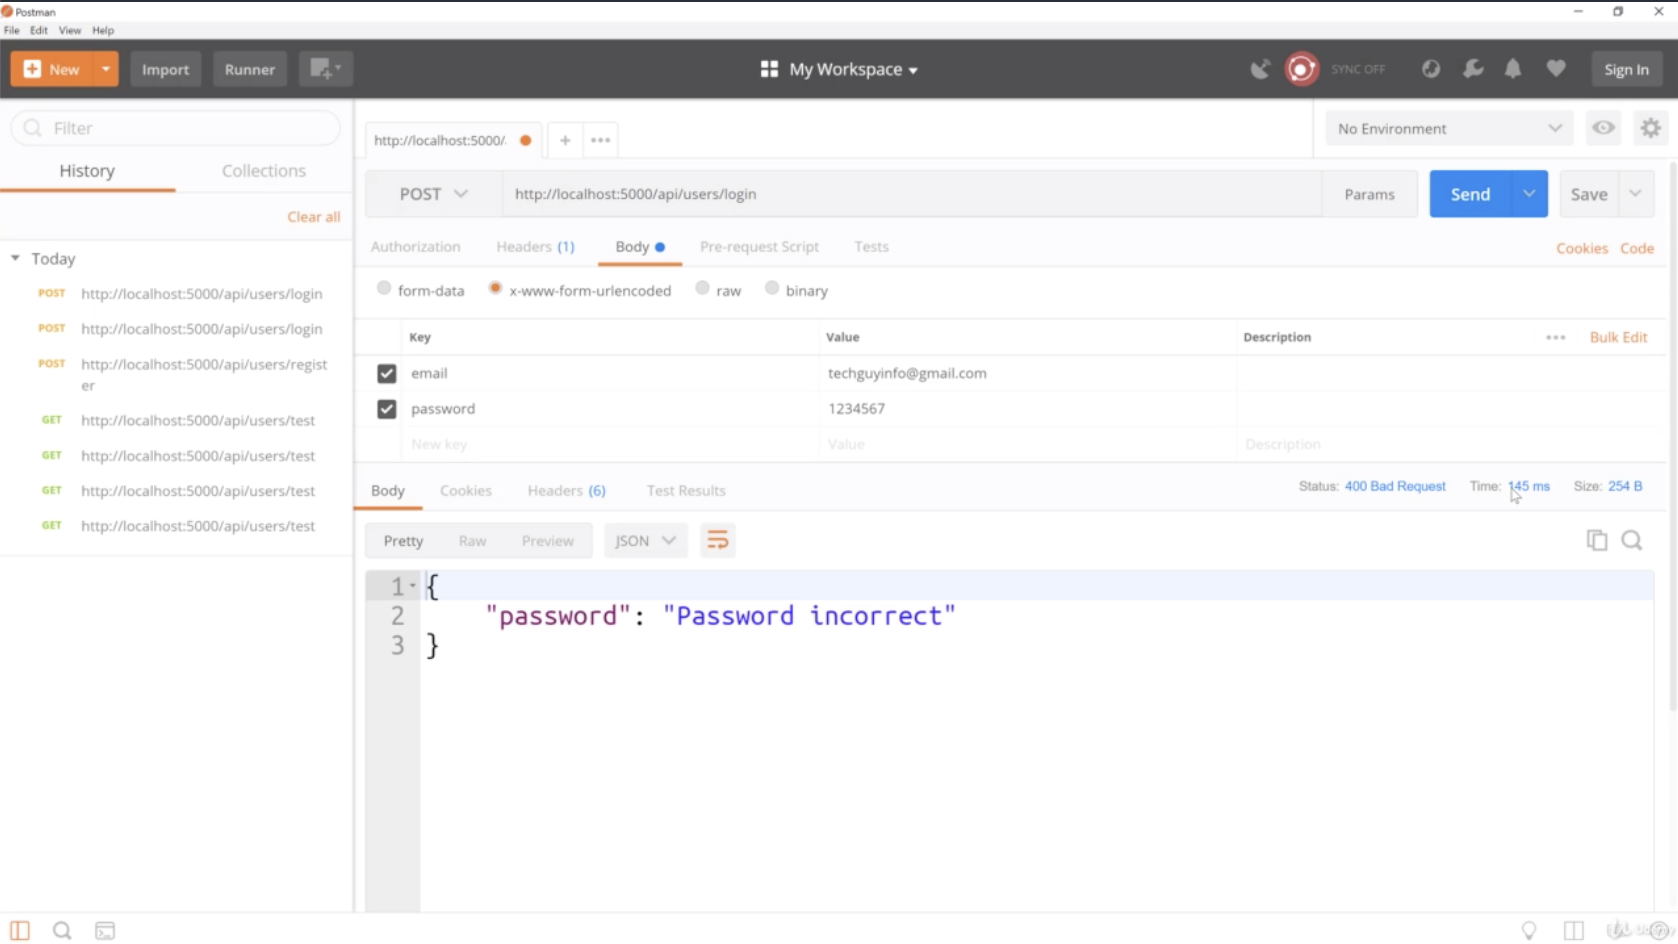 Postman
File Edit View Help
New Import Runner My Workspace SYNC OFF Sign In
Filter
History Collections
Clear all
Today
POST http://localhost:5000/api/users/login
POST http://localhost:5000/api/users/login
POST http://localhost:5000/api/users/regist
er
GET http://localhost:5000/api/users/test
GET http://localhost:5000/api/users/test
GET http://localhost:5000/api/users/test
GET http://localhost:5000/api/users/test
http://localhost:5000/
No Environment
POST http://localhost:5000/api/users/login Params Send Save
Authorization Headers (1) Body Pre-request Script Tests Cookies Code
form-data x-www-form-urlencoded raw binary
Key Value Description Bulk Edit
email techguyinfo@gmail.com
password 1234567
New key Value Description
Body Cookies Headers (6) Test Results Status: 400 Bad Request Time: 145 ms Size: 254 B
Pretty Raw Preview JSON
1 {
2 "password": "Password incorrect"
3 }